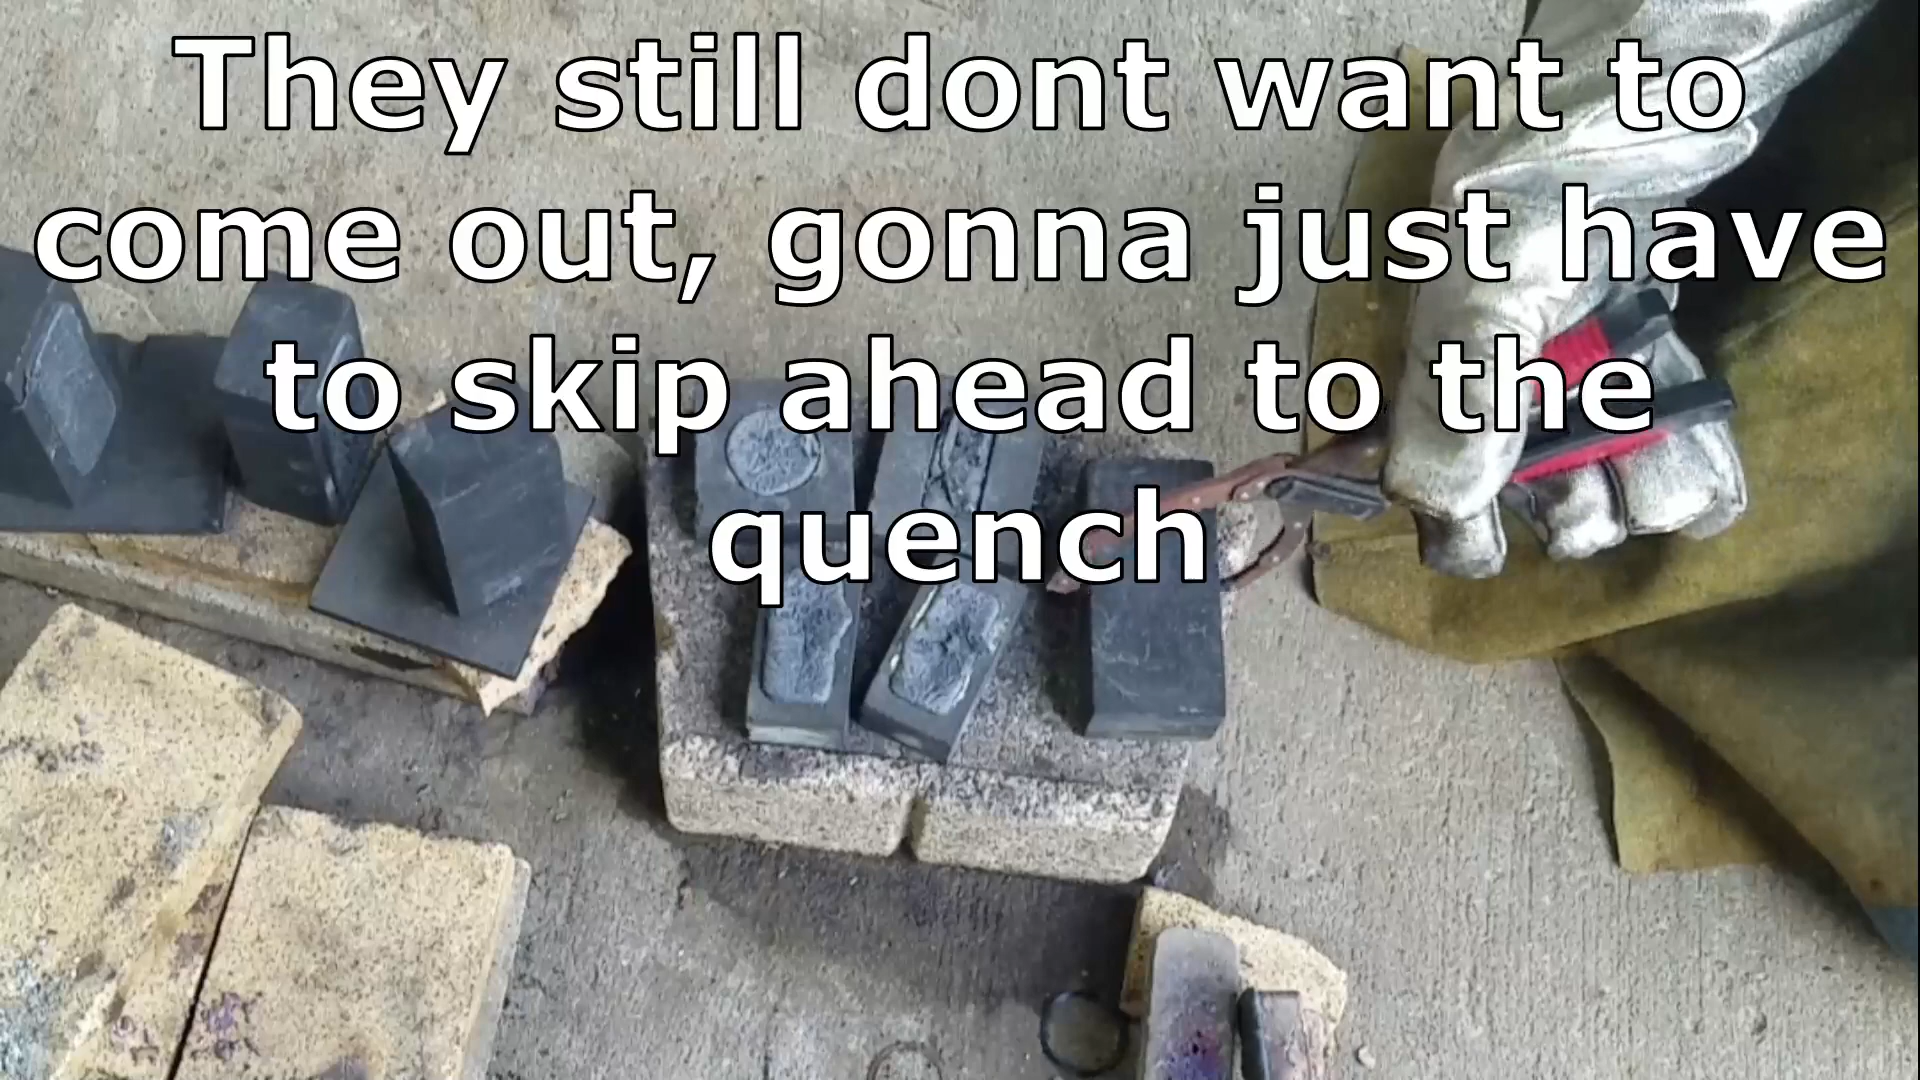 They still dont want to
come out, gonna just have
to skip ahead to the
quench